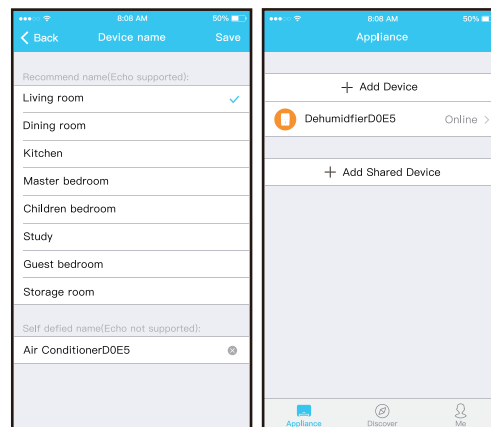 8:08 AM
50%
Back
Device name
Save
Recommend name(Echo supported):
Living room
Dining room
Kitchen
Master bedroom
Children bedroom
Study
Guest bedroom
Storage room
Self defied name(Echo not supported):
Air ConditionerD0E5
8:08 AM
50%
Appliance
+ Add Device
DehumidfierD0E5
Online >
+ Add Shared Device
Appliance
Discover
Me